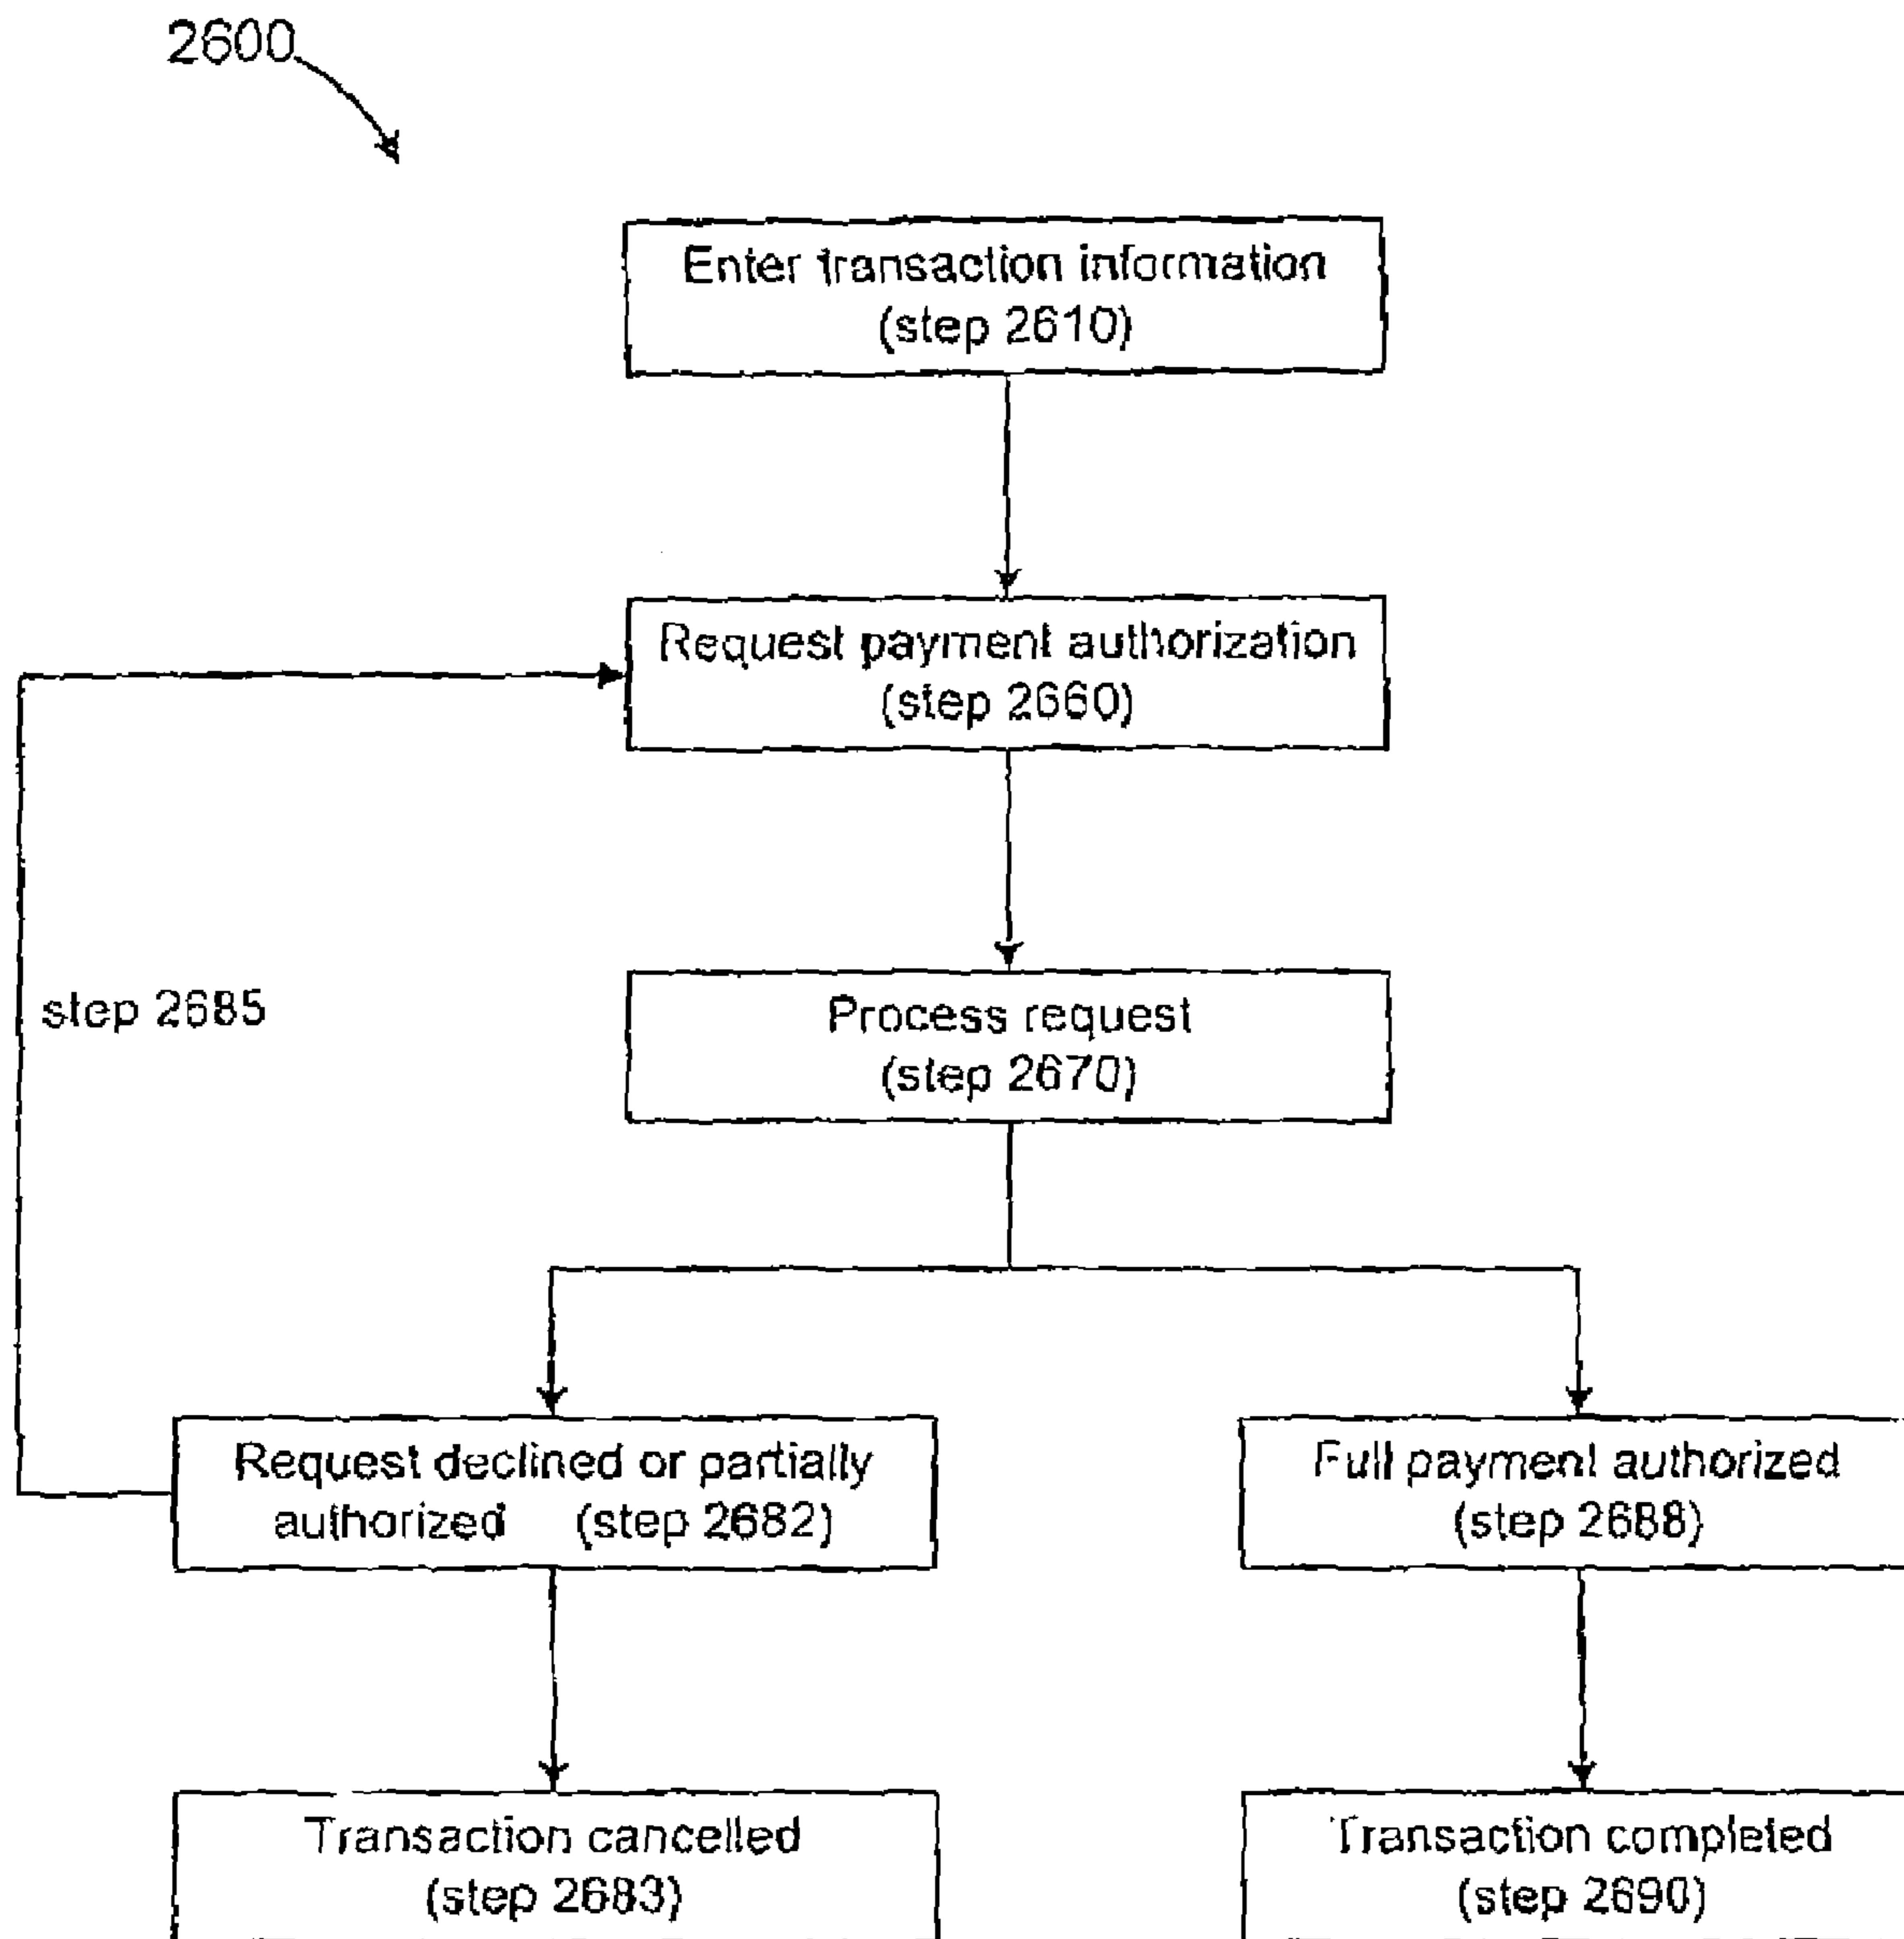 2600
Enter transaction information
(step 2610)
Request payment authorization
(step 2660)
step 2685
Process request
(step 2670)
Request declined or partially
authorized (step 2682)
Full payment authorized
(step 2688)
Transaction cancelled
(step 2683)
Transaction completed
(step 2690)